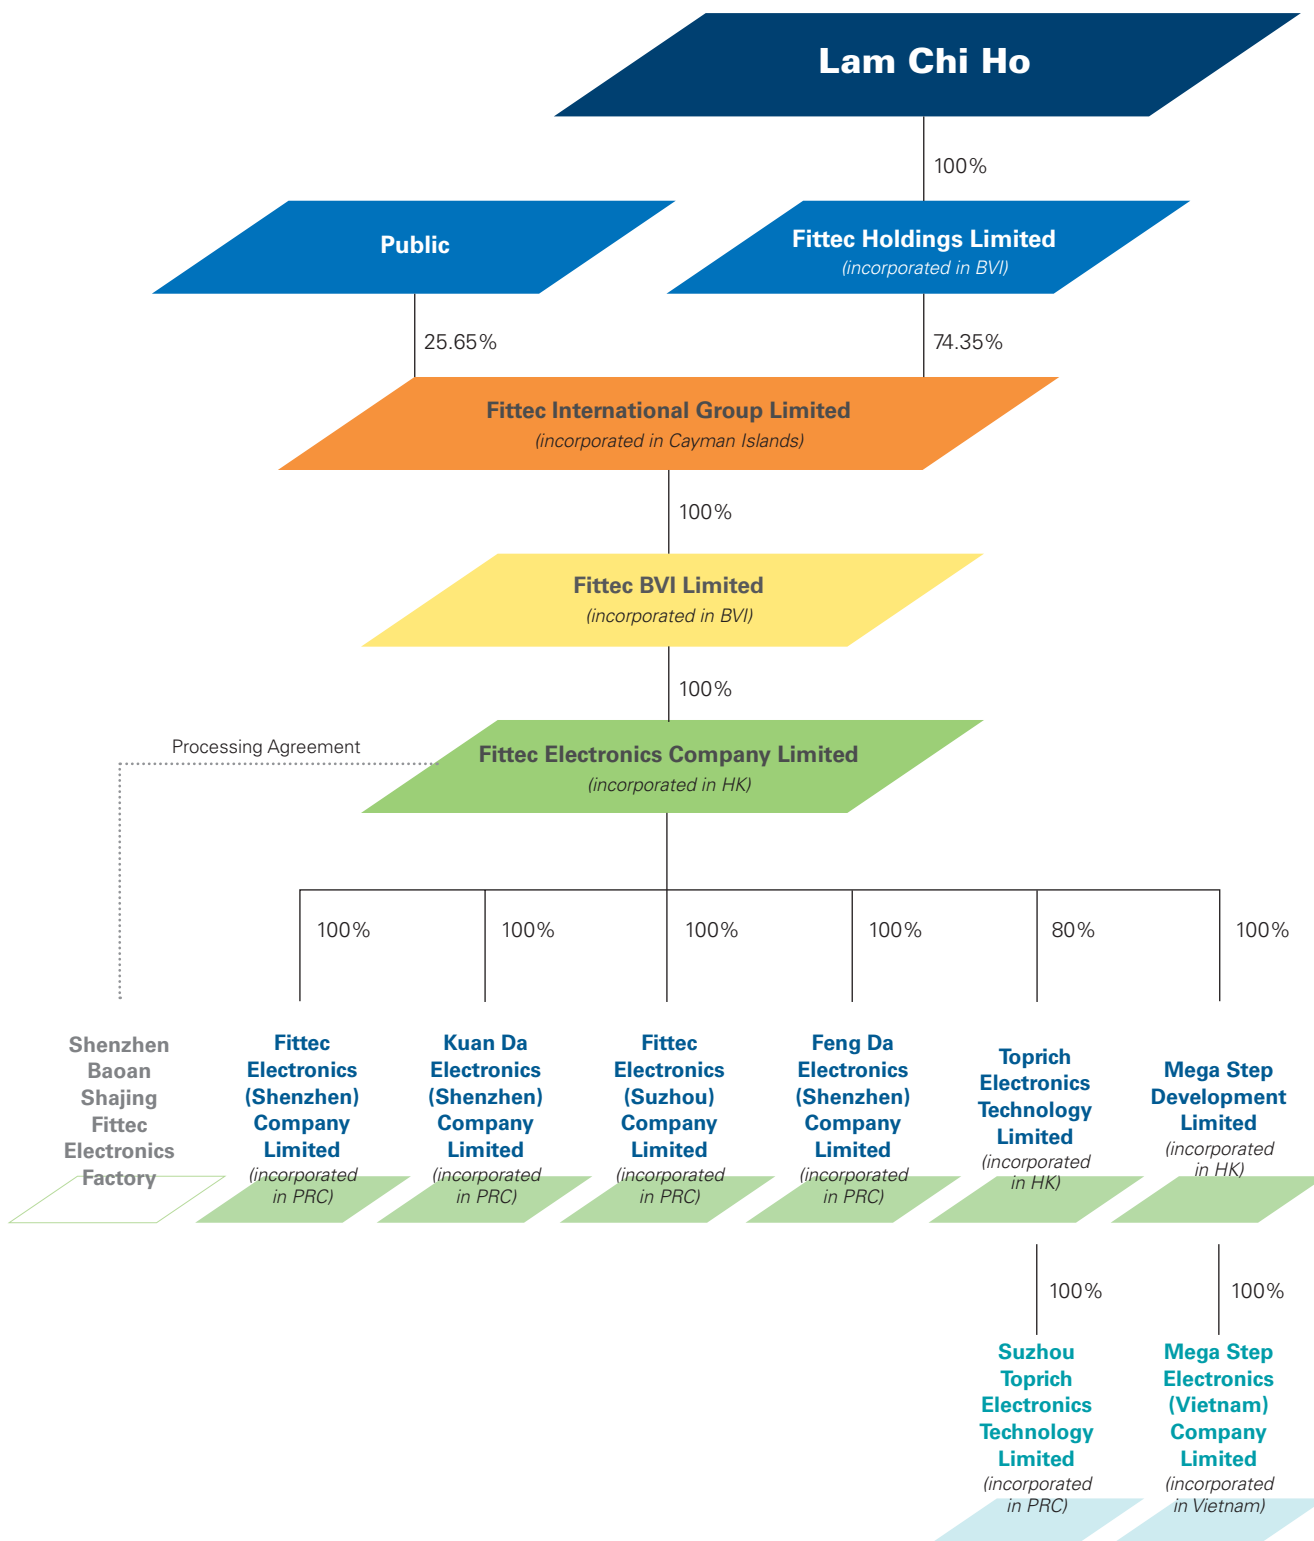 Lam Chi Ho
100%
Public
Fittec Holdings Limited
(incorporated in BVI)
25.65%
74.35%
Fittec International Group Limited
(incorporated in Cayman Islands)
100%
Fittec BVI Limited
(incorporated in BVI)
100%
Processing Agreement
Fittec Electronics Company Limited
(incorporated in HK)
100%
100%
100%
100%
80%
100%
Shenzhen
Baoan
Shajing
Fittec
Electronics
Factory
Fittec
Electronics
(Shenzhen)
Company
Limited
(incorporated
in PRC)
Kuan Da
Electronics
(Shenzhen)
Company
Limited
(incorporated
in PRC)
Fittec
Electronics
(Suzhou)
Company
Limited
(incorporated
in PRC)
Feng Da
Electronics
(Shenzhen)
Company
Limited
(incorporated
in PRC)
Toprich
Electronics
Technology
Limited
(incorporated
in HK)
Mega Step
Development
Limited
(incorporated
in HK)
100%
100%
Suzhou
Toprich
Electronics
Technology
Limited
(incorporated
in PRC)
Mega Step
Electronics
(Vietnam)
Company
Limited
(incorporated
in Vietnam)